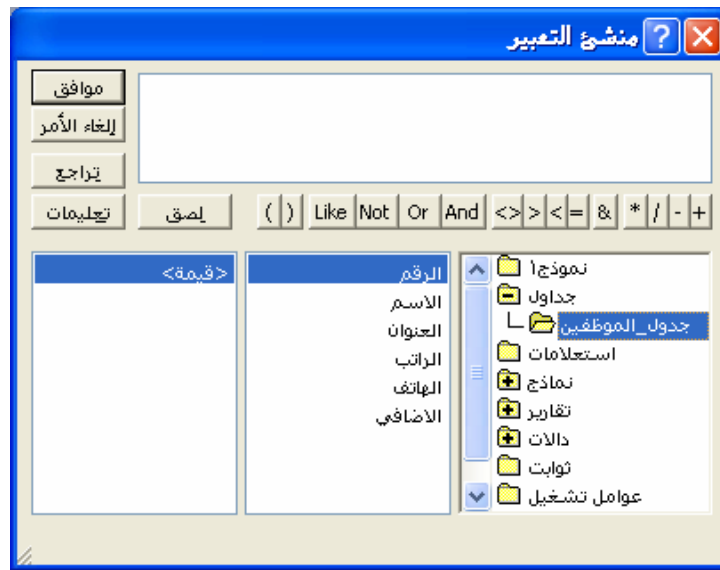 منشئ التعبير
موافق
إلغاء الأمر
تراجع
تعليمات
لصق
( ) Like Not Or And <> > < = & * / - +
نموذج1
جداول
جدول_الموظفين
استعلامات
نماذج
تقارير
دالات
ثوابت
عوامل تشغيل
الرقم
الاسم
العنوان
الراتب
الهاتف
الاضافي
<قيمة>